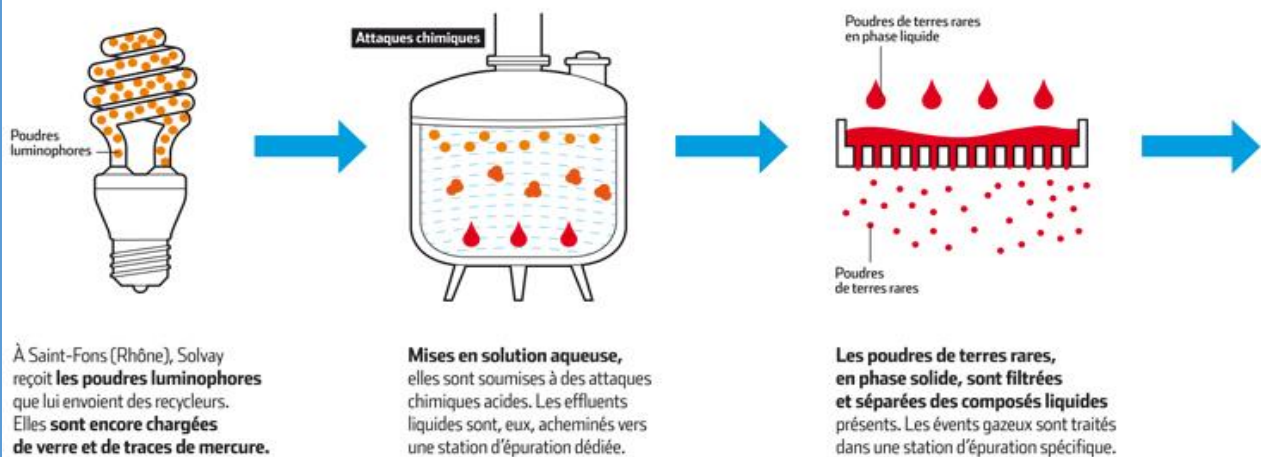 Poudres
luminophores
Attaques chimiques
Poudres de terres rares
en phase liquide
Poudres
de terres rares
À Saint-Fons (Rhône), Solvay
reçoit les poudres luminophores
que lui envoient des recycleurs.
Elles sont encore chargées
de verre et de traces de mercure.
Mises en solution aqueuse,
elles sont soumises à des attaques
chimiques acides. Les effluents
liquides sont, eux, acheminés vers
une station d'épuration dédiée.
Les poudres de terres rares,
en phase solide, sont filtrées
et séparées des composés liquides
présents. Les évents gazeux sont traités
dans une station d'épuration spécifique.